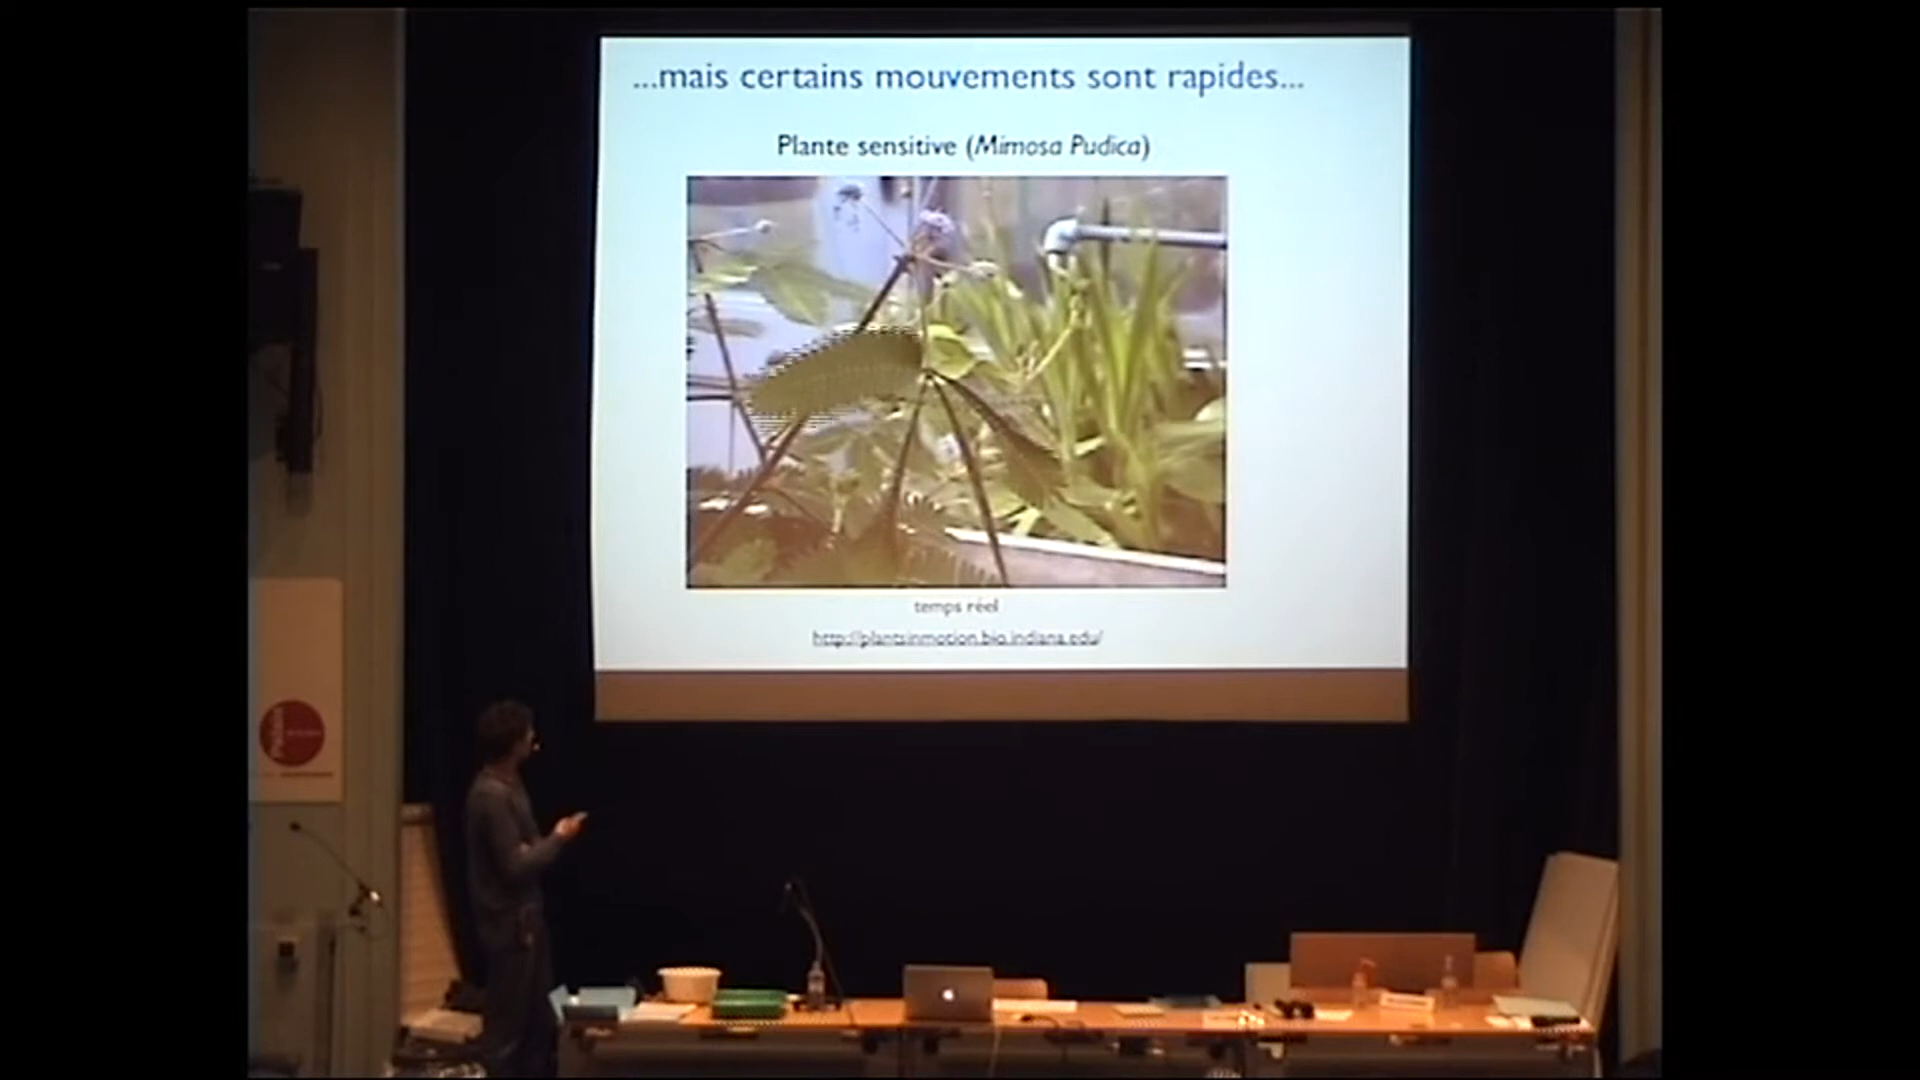 ...mais certains mouvements sont rapides...
Plante sensitive (Mimosa Pudica)
temps réel
http://plantsinmotion.bio.indiana.edu/